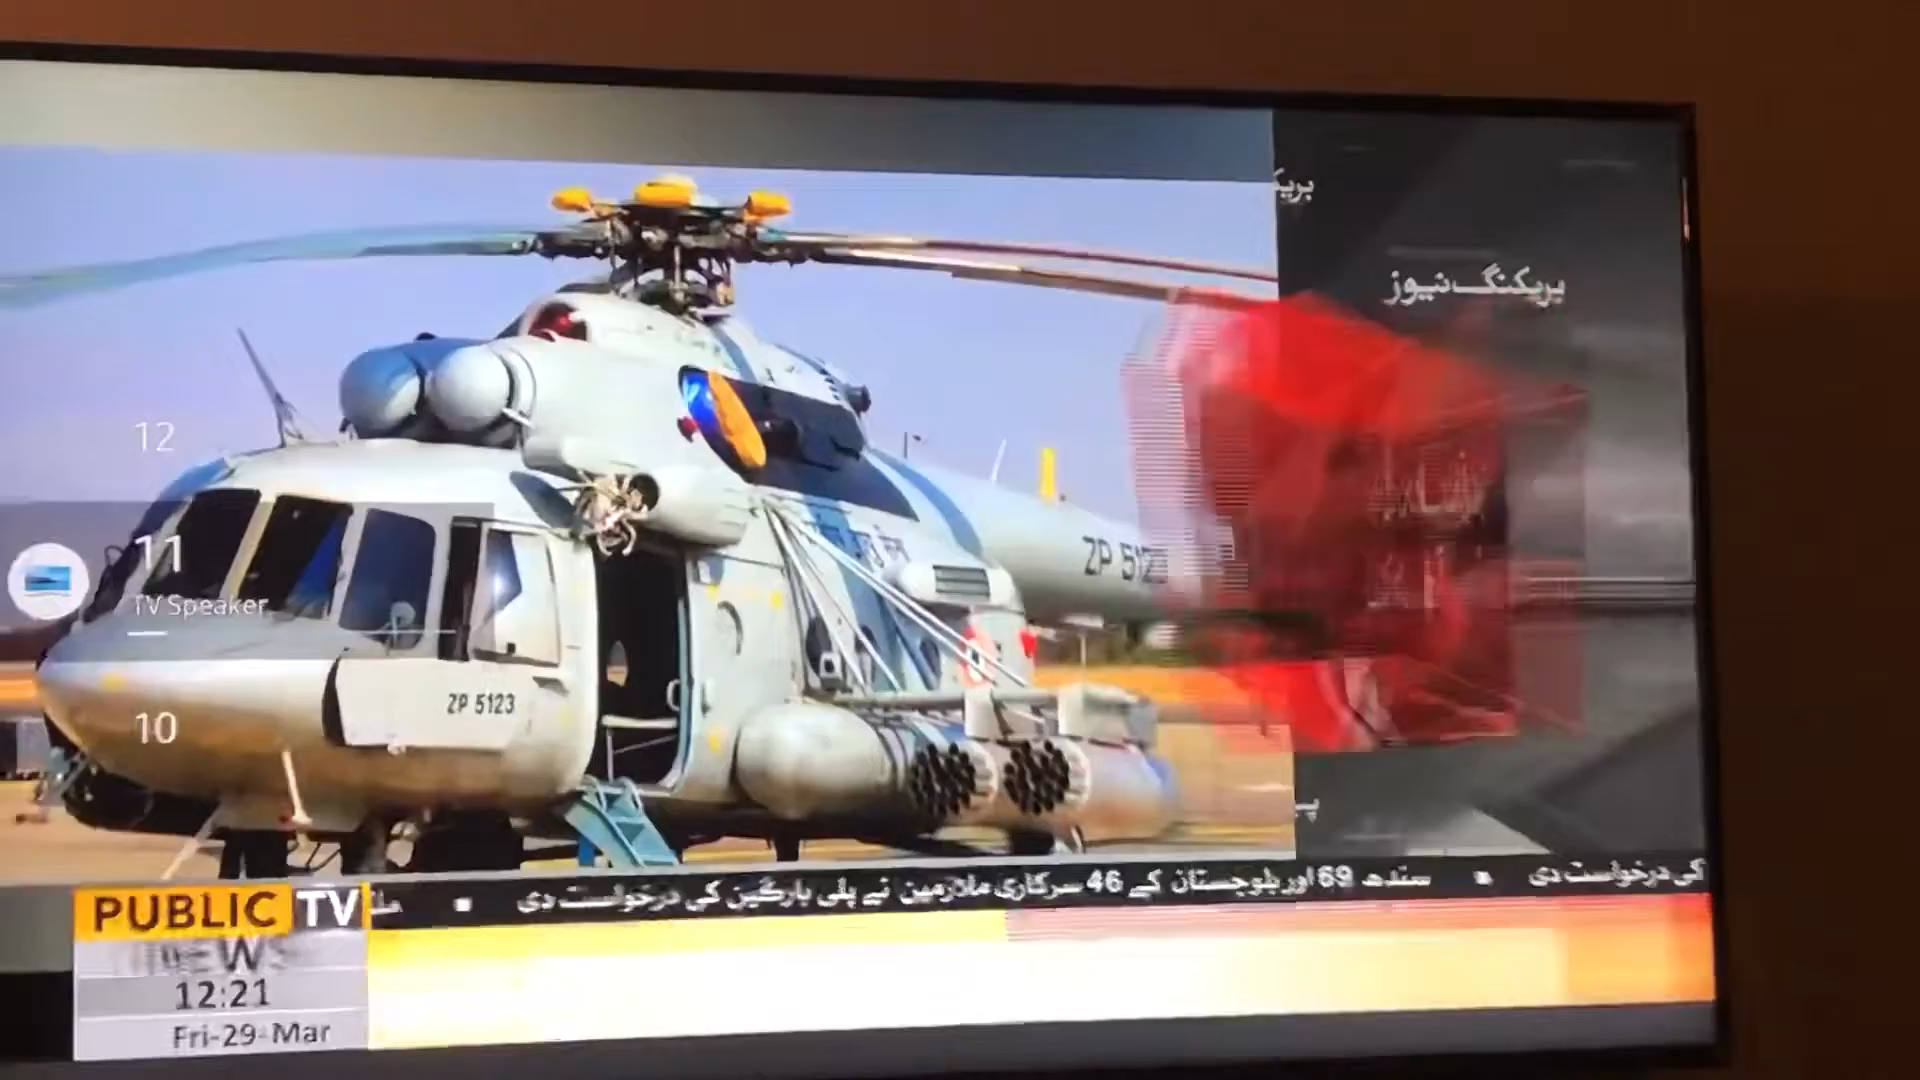 بریکنگ نیوز
12
11
TV Speaker
10
ZP 5123
ZP 512
کی درخواست دی ▪ سندھ 69 اور بلوچستان کے 46 سرکاری ملازمین نے پلی بارگین کی درخواست دی ▪
PUBLIC TV
NEWS
12:21
Fri-29-Mar